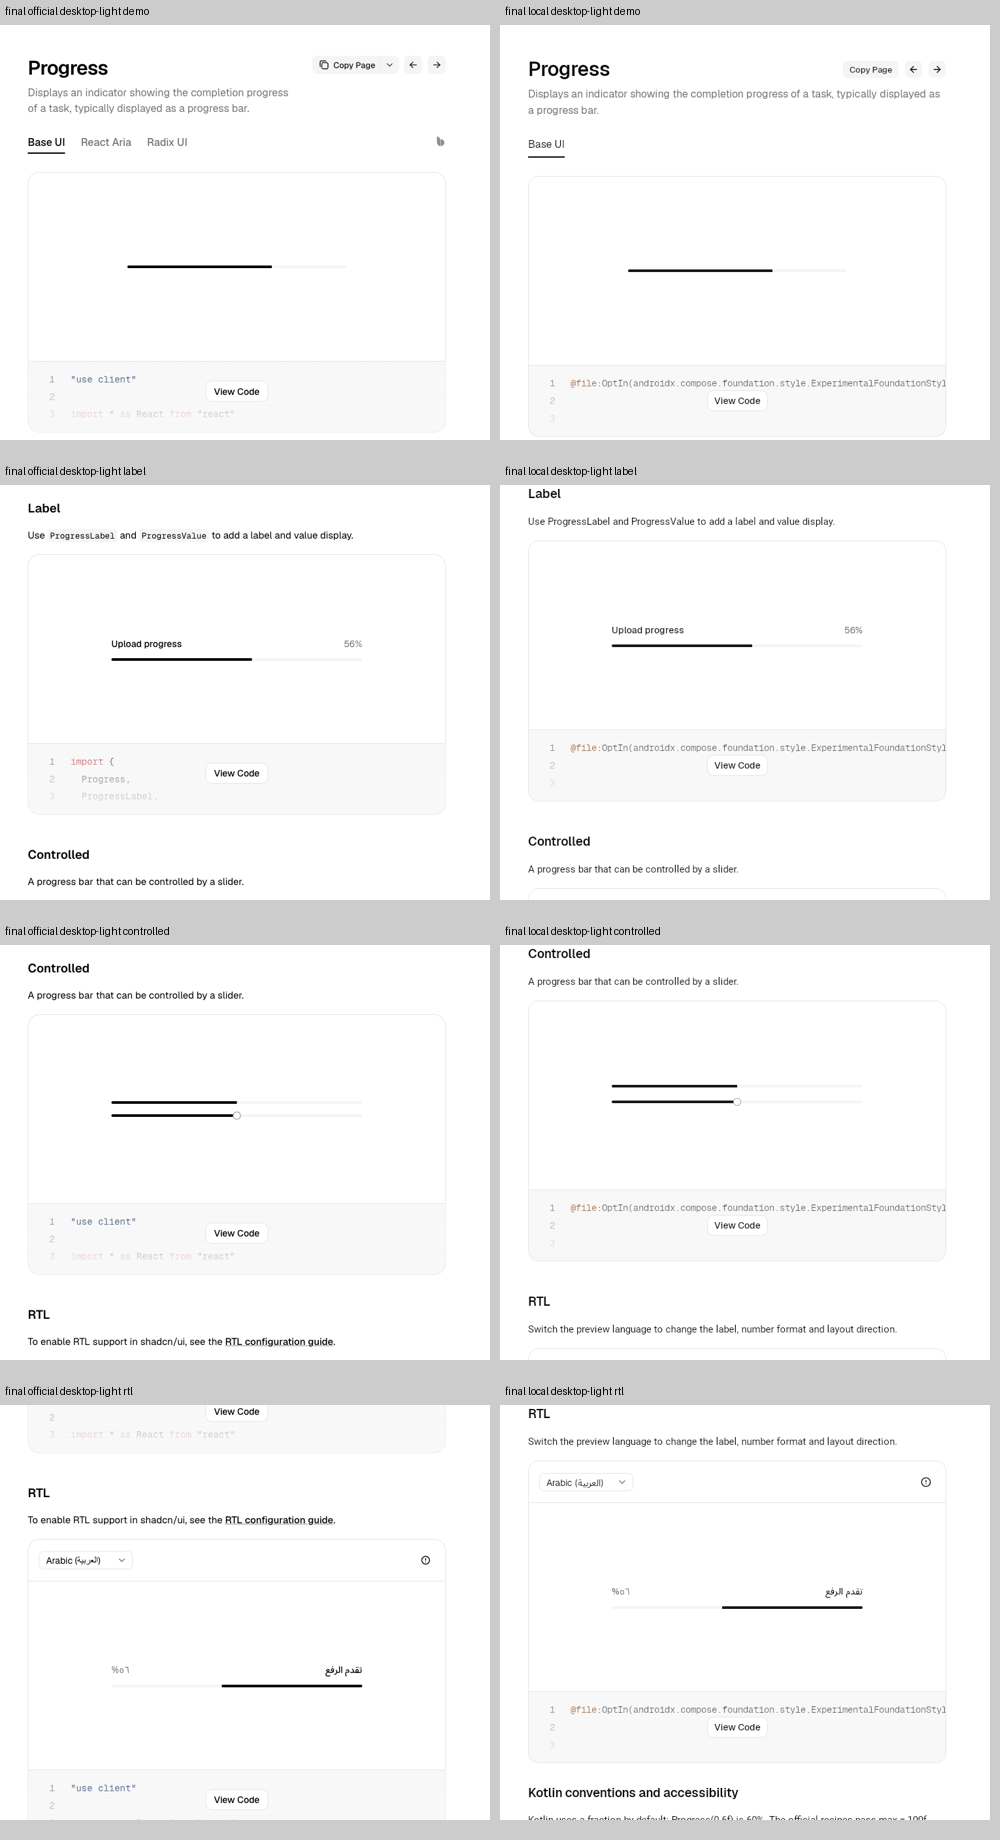 final official desktop-light demo
Progress
Copy Page
Displays an indicator showing the completion progress
of a task, typically displayed as a progress bar.
Base UI React Aria Radix UI
1 "use client"
2
3 import * as React from "react"
View Code
final local desktop-light demo
Progress
Copy Page
Displays an indicator showing the completion progress of a task, typically displayed as
a progress bar.
Base UI
1 @file:OptIn(androidx.compose.foundation.style.ExperimentalFoundationStyl
2
3
View Code
final official desktop-light label
Label
Use ProgressLabel and ProgressValue to add a label and value display.
Upload progress 56%
1 import {
2 Progress,
3 ProgressLabel,
View Code
Controlled
A progress bar that can be controlled by a slider.
final local desktop-light label
Label
Use ProgressLabel and ProgressValue to add a label and value display.
Upload progress 56%
1 @file:OptIn(androidx.compose.foundation.style.ExperimentalFoundationStyl
2
3
View Code
Controlled
A progress bar that can be controlled by a slider.
final official desktop-light controlled
Controlled
A progress bar that can be controlled by a slider.
1 "use client"
2
3 import * as React from "react"
View Code
RTL
To enable RTL support in shadcn/ui, see the RTL configuration guide.
final local desktop-light controlled
Controlled
A progress bar that can be controlled by a slider.
1 @file:OptIn(androidx.compose.foundation.style.ExperimentalFoundationStyl
2
3
View Code
RTL
Switch the preview language to change the label, number format and layout direction.
final official desktop-light rtl
2
3 import * as React from "react"
View Code
RTL
To enable RTL support in shadcn/ui, see the RTL configuration guide.
Arabic (العربية)
تقدم الرفع
%٥٦
1 "use client"
2
View Code
final local desktop-light rtl
RTL
Switch the preview language to change the label, number format and layout direction.
Arabic (العربية)
تقدم الرفع
%٥٦
1 @file:OptIn(androidx.compose.foundation.style.ExperimentalFoundationStyl
2
3
View Code
Kotlin conventions and accessibility
Kotlin uses a fraction by default: Progress(0.6f) is 60%. The official recipes pass max = 100f